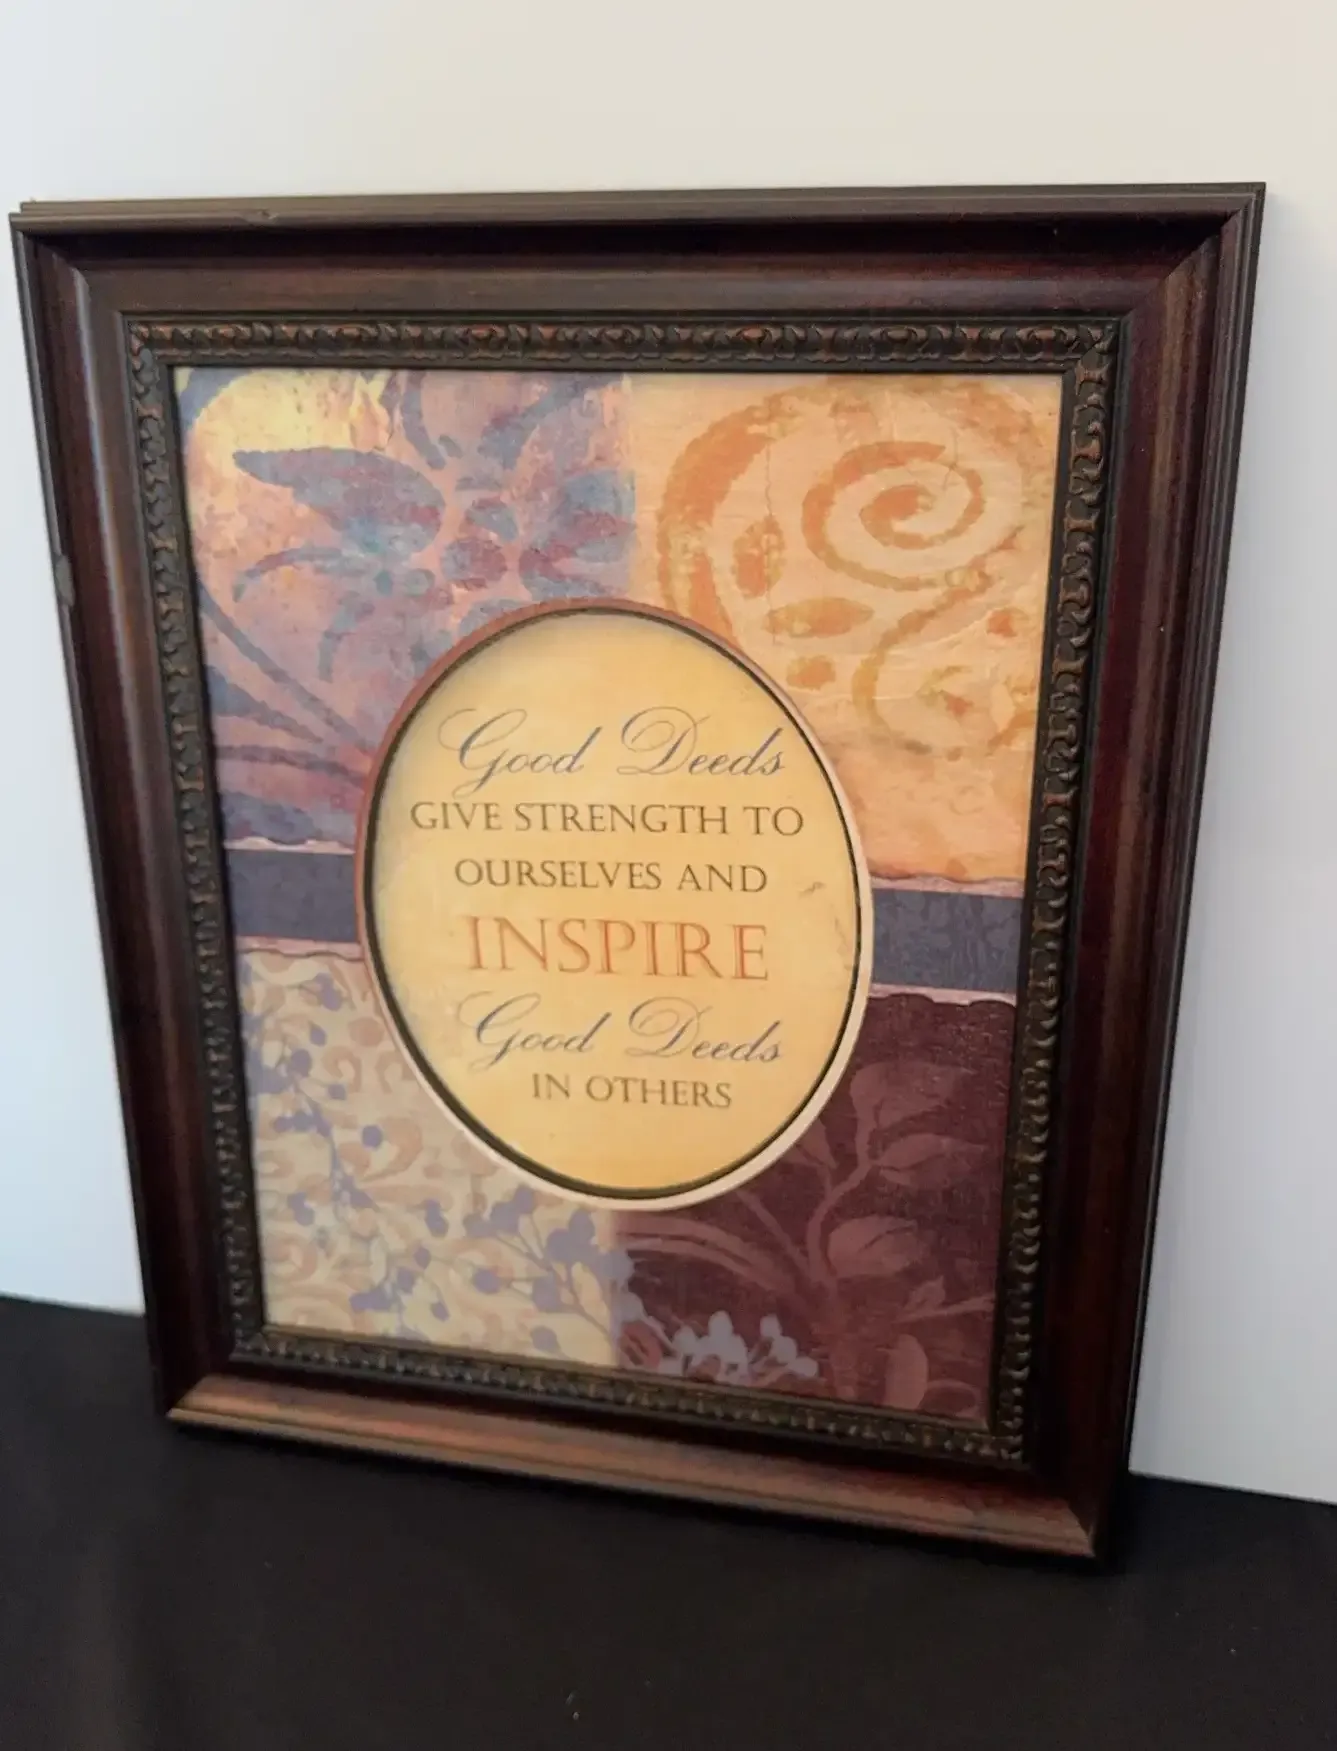 Good Deeds
GIVE STRENGTH TO
OURSELVES AND
INSPIRE
Good Deeds
IN OTHERS